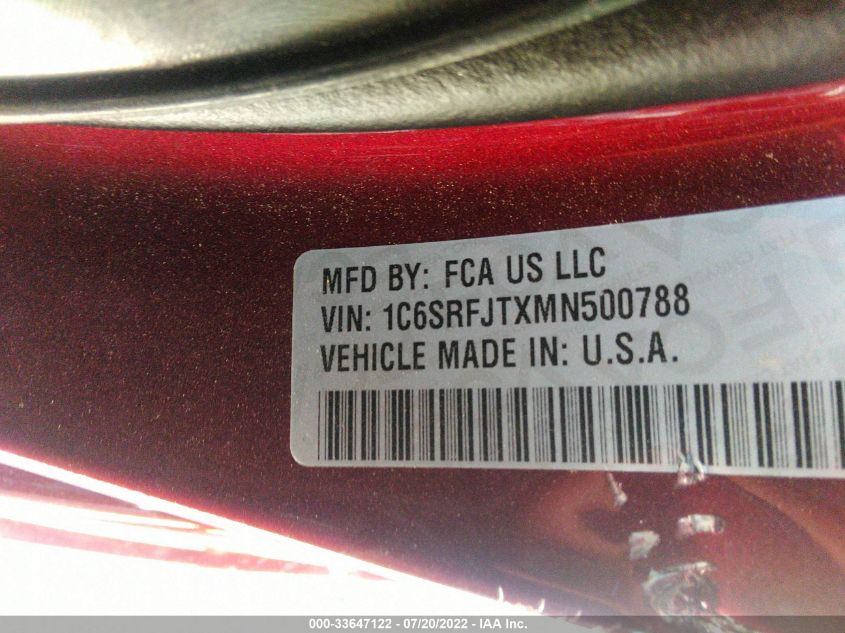 MFD BY: FCA US LLC
VIN: 1C6SRFJTXMN500788
VEHICLE MADE IN: U.S.A.
000-33647122 - 07/20/2022 - IAA Inc.